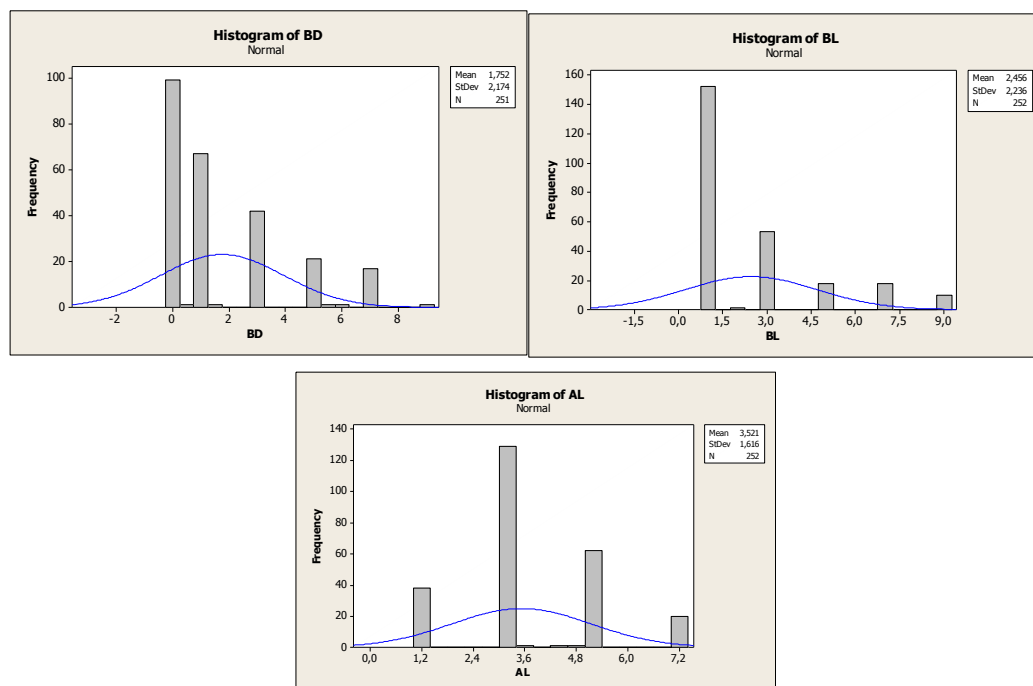 Histogram of BD
Normal
Mean 1,752
StDev 2,174
N 251
100
80
60
40
20
0
Frequency
-2 0 2 4 6 8
BD
Histogram of BL
Normal
Mean 2,456
StDev 2,236
N 252
160
140
120
100
80
60
40
20
0
Frequency
-1,5 0,0 1,5 3,0 4,5 6,0 7,5 9,0
BL
Histogram of AL
Normal
Mean 3,521
StDev 1,616
N 252
140
120
100
80
60
40
20
0
Frequency
0,0 1,2 2,4 3,6 4,8 6,0 7,2
AL